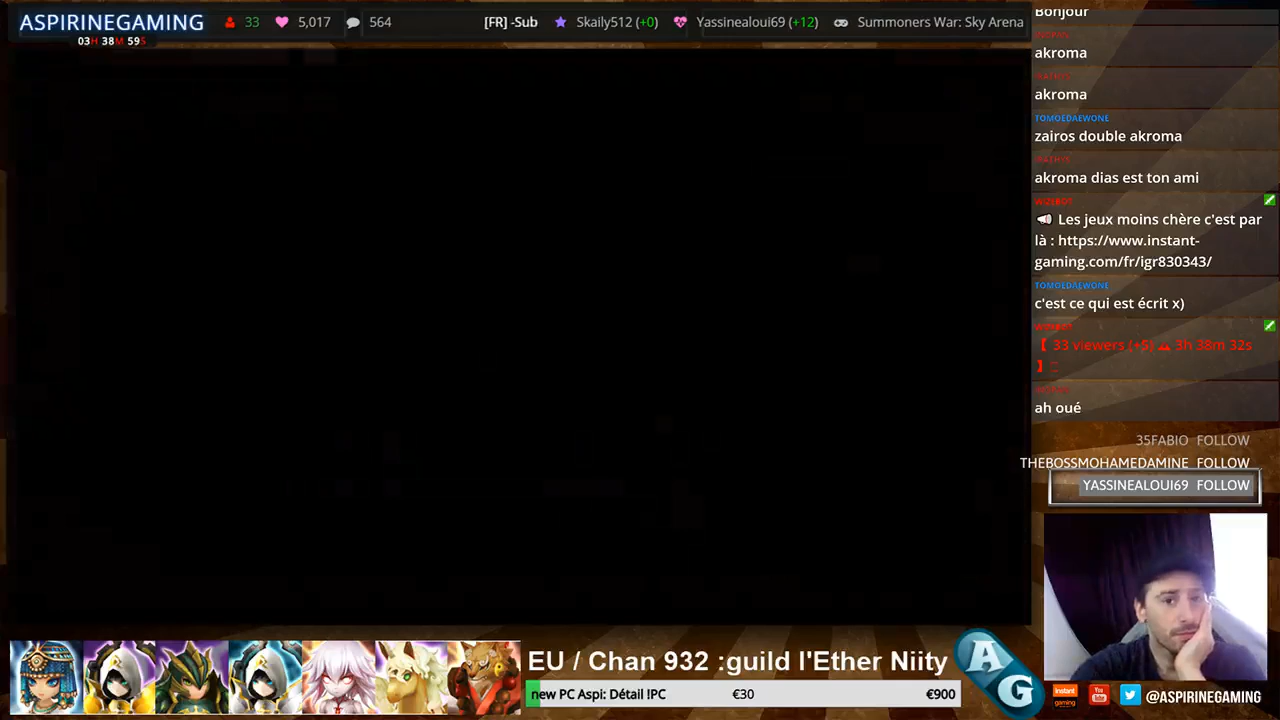 ASPIRINEGAMING
33
5,017
564
[FR] -Sub
Skaily512 (+0)
Yassinealoui69 (+12)
Summoners War: Sky Arena
03H 38M 59S
Bonjour
akroma
akroma
TOMOEDAEWONE
zairos double akroma
akroma dias est ton ami
WIZEBOT
Les jeux moins chère c'est par
là : https://www.instant-
gaming.com/fr/igr830343/
TOMOEDAEWONE
c'est ce qui est écrit x)
WIZEBOT
【 33 viewers (+5) 3h 38m 32s
】
ah oué
35FABIO FOLLOW
THEBOSSMOHAMEDAMINE FOLLOW
YASSINEALOUI69 FOLLOW
EU / Chan 932 :guild l'Ether Niity
new PC Aspi: Détail !PC
€30
€900
AG
instant
gaming
You
Tube
@ASPIRINEGAMING